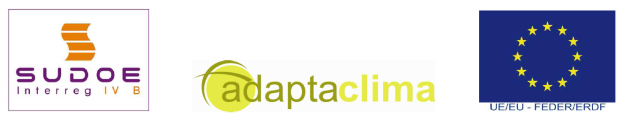 SUDOE
Interreg IV B
adaptaclima
UE/EU - FEDER/ERDF